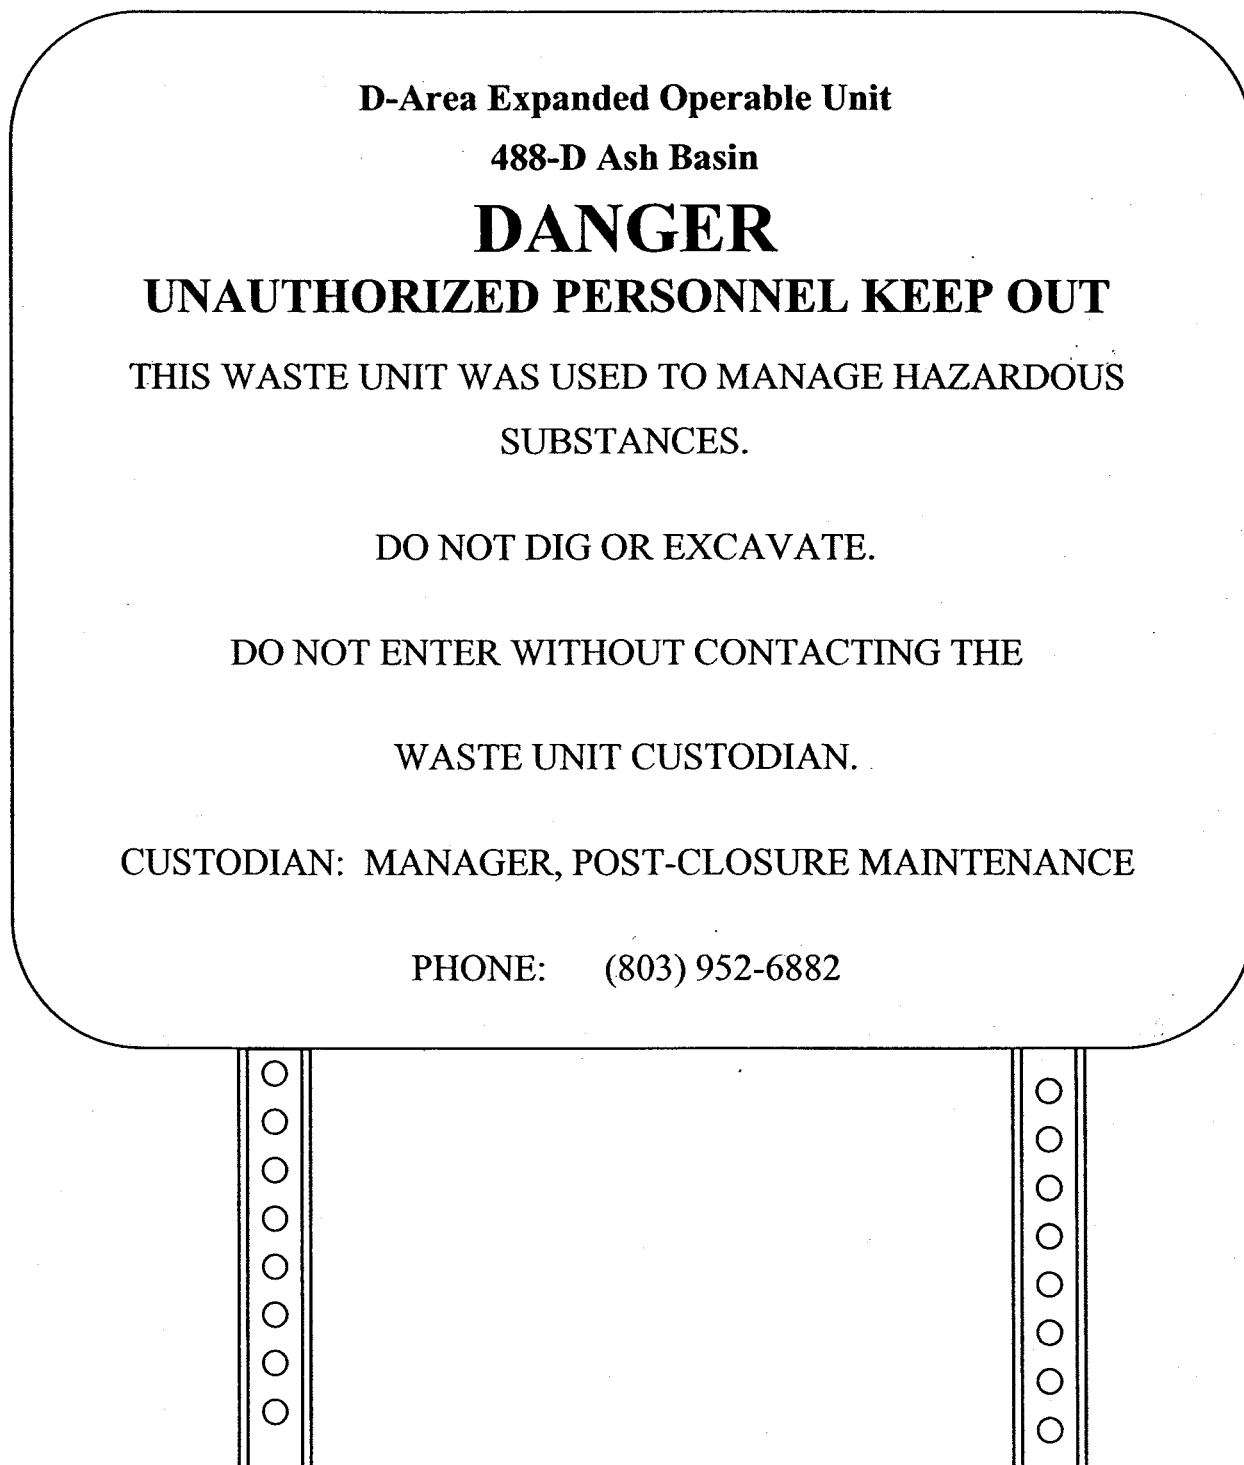 D-Area Expanded Operable Unit
488-D Ash Basin
DANGER
UNAUTHORIZED PERSONNEL KEEP OUT
THIS WASTE UNIT WAS USED TO MANAGE HAZARDOUS
SUBSTANCES.
DO NOT DIG OR EXCAVATE.
DO NOT ENTER WITHOUT CONTACTING THE
WASTE UNIT CUSTODIAN.
CUSTODIAN: MANAGER, POST-CLOSURE MAINTENANCE
PHONE: (803) 952-6882